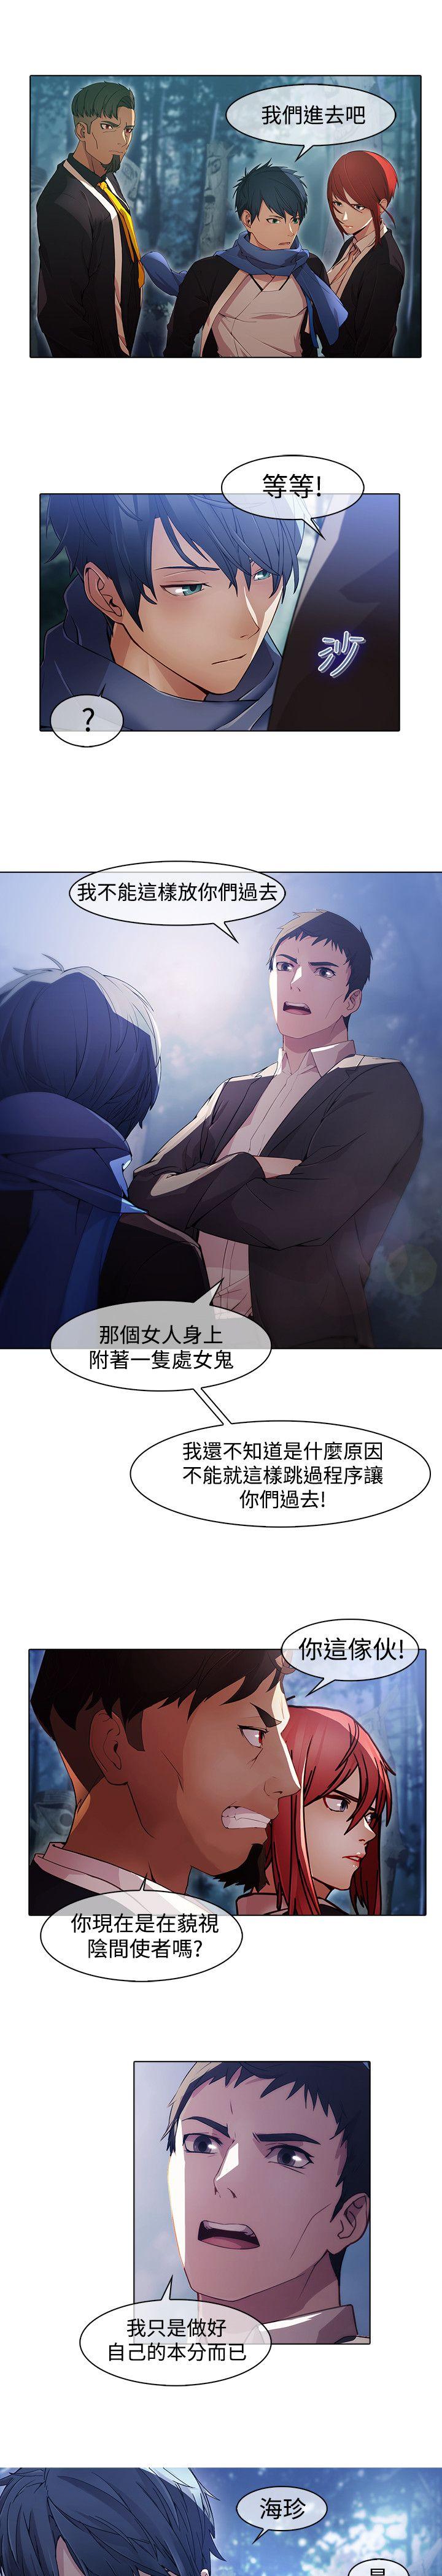 我們進去吧
等等!
沙
?
我不能這樣放你們過去
那個女人身上
附著一隻處女鬼
我還不知道是什麼原因
不能就這樣跳過程序讓
你們過去!
你這傢伙!
你現在是在藐視
陰間使者嗎?
我只是做好
自己的本分而已
海珍